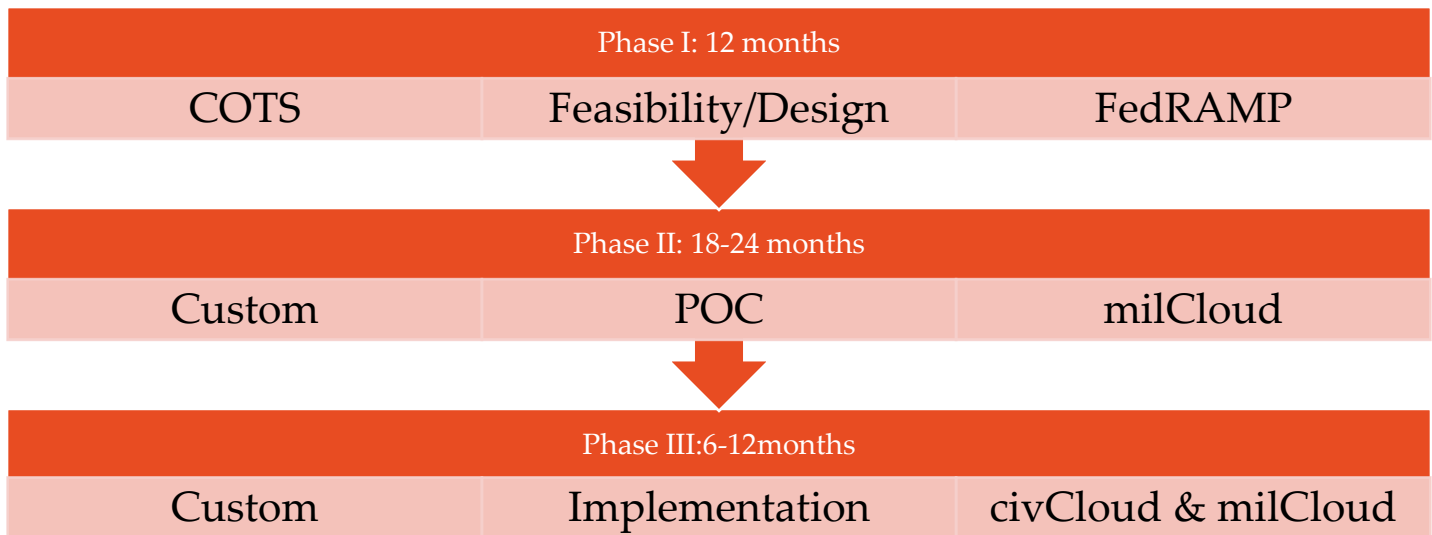 Phase I: 12 months
COTS Feasibility/Design FedRAMP
Phase II: 18-24 months
Custom POC milCloud
Phase III:6-12months
Custom Implementation civCloud & milCloud